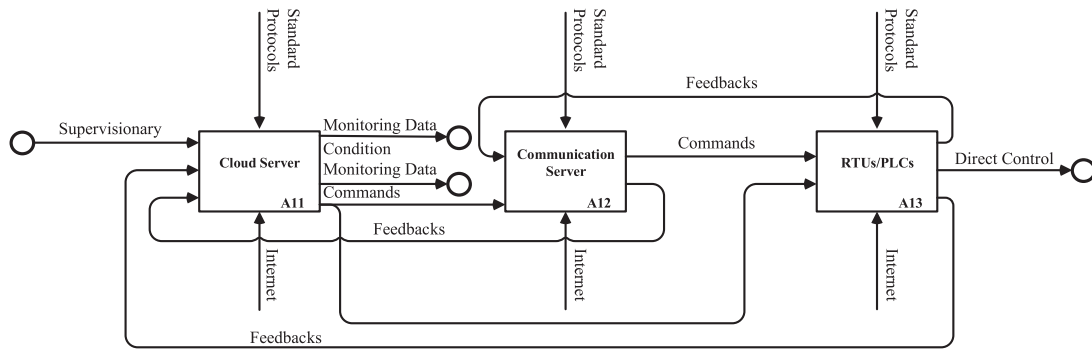 Standard
Protocols
Standard
Protocols
Standard
Protocols
Feedbacks
Supervisionary
Monitoring Data
Condition
Monitoring Data
Commands
Cloud Server
A11
Communication
Server
A12
Commands
RTUs/PLCs
A13
Direct Control
Feedbacks
Internet
Internet
Internet
Feedbacks